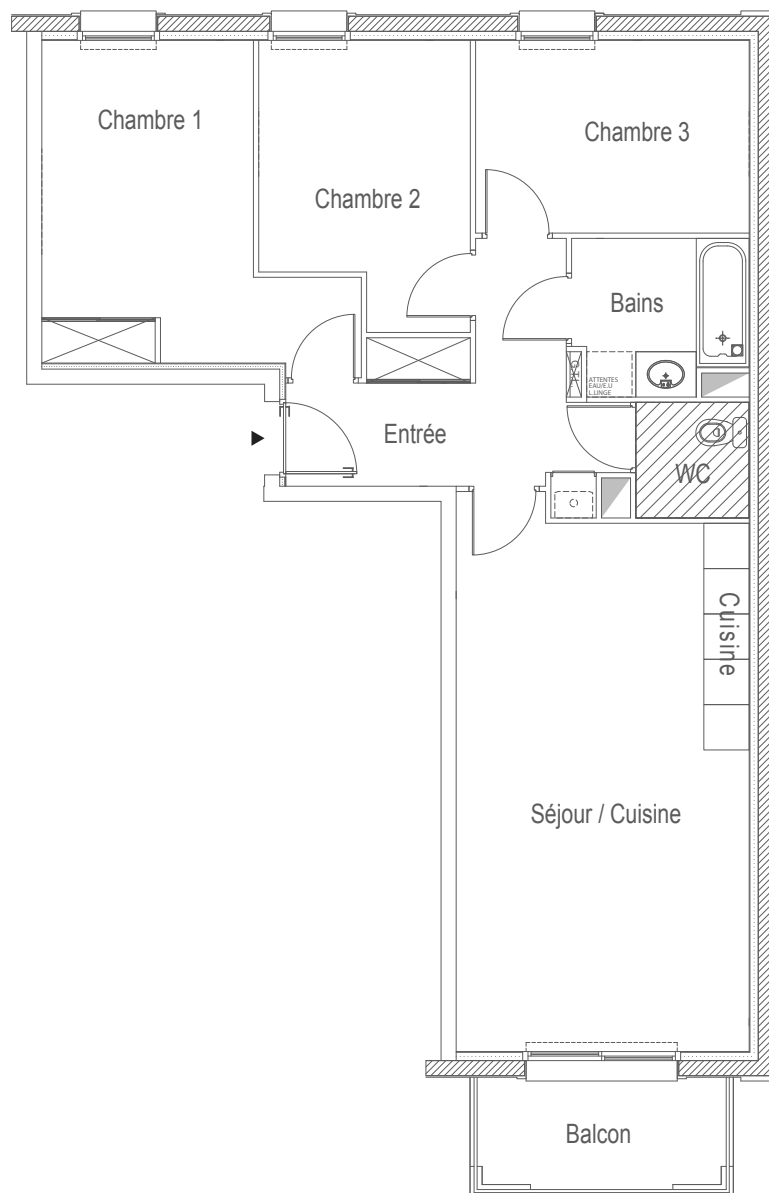 Chambre 1
Chambre 2
Chambre 3
Bains
ATTENTES
EAU/E.U
L.LINGE
Entrée
WC
Cuisine
Séjour / Cuisine
Balcon